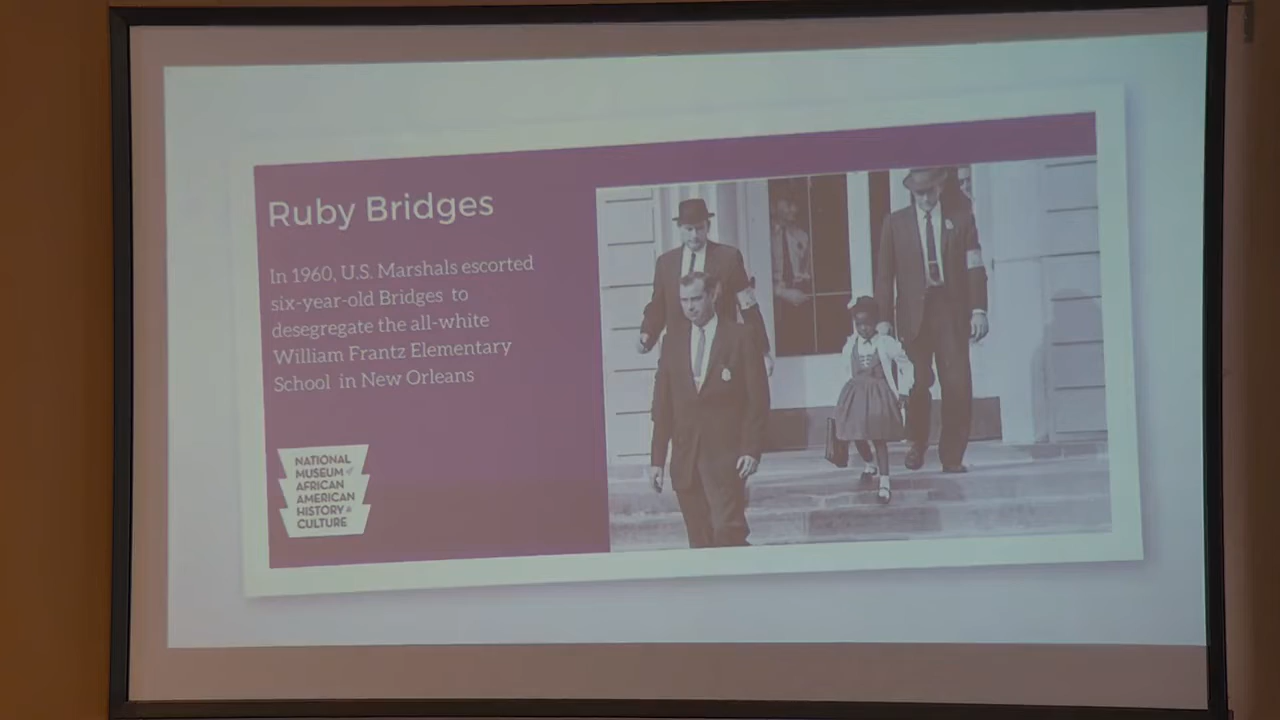 Ruby Bridges
In 1960, U.S. Marshals escorted
six-year-old Bridges to
desegregate the all-white
William Frantz Elementary
School in New Orleans
NATIONAL
MUSEUM of
AFRICAN
AMERICAN
HISTORY &
CULTURE